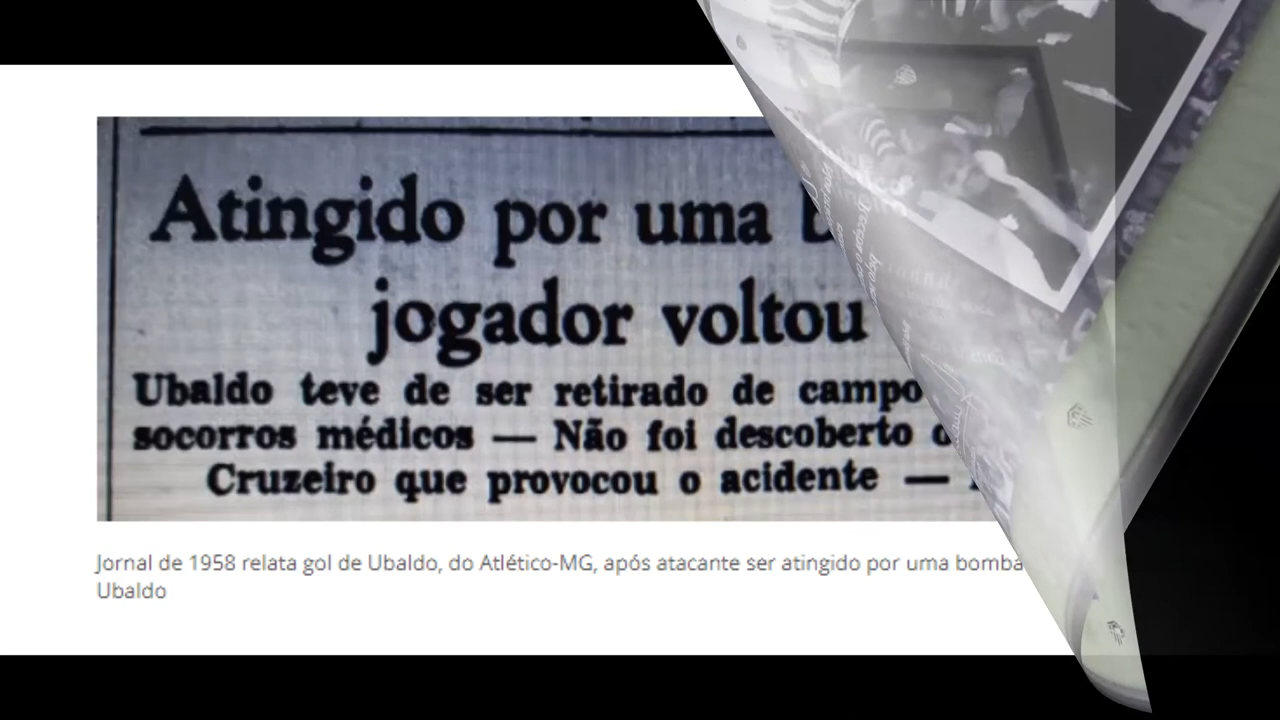 Atingido por uma
jogador voltou
Ubaldo teve de ser retirado de campo
socorros médicos — Não foi descoberto
Cruzeiro que provocou o acidente —
Jornal de 1958 relata gol de Ubaldo, do Atlético-MG, após atacante ser atingido por uma bomba
Ubaldo